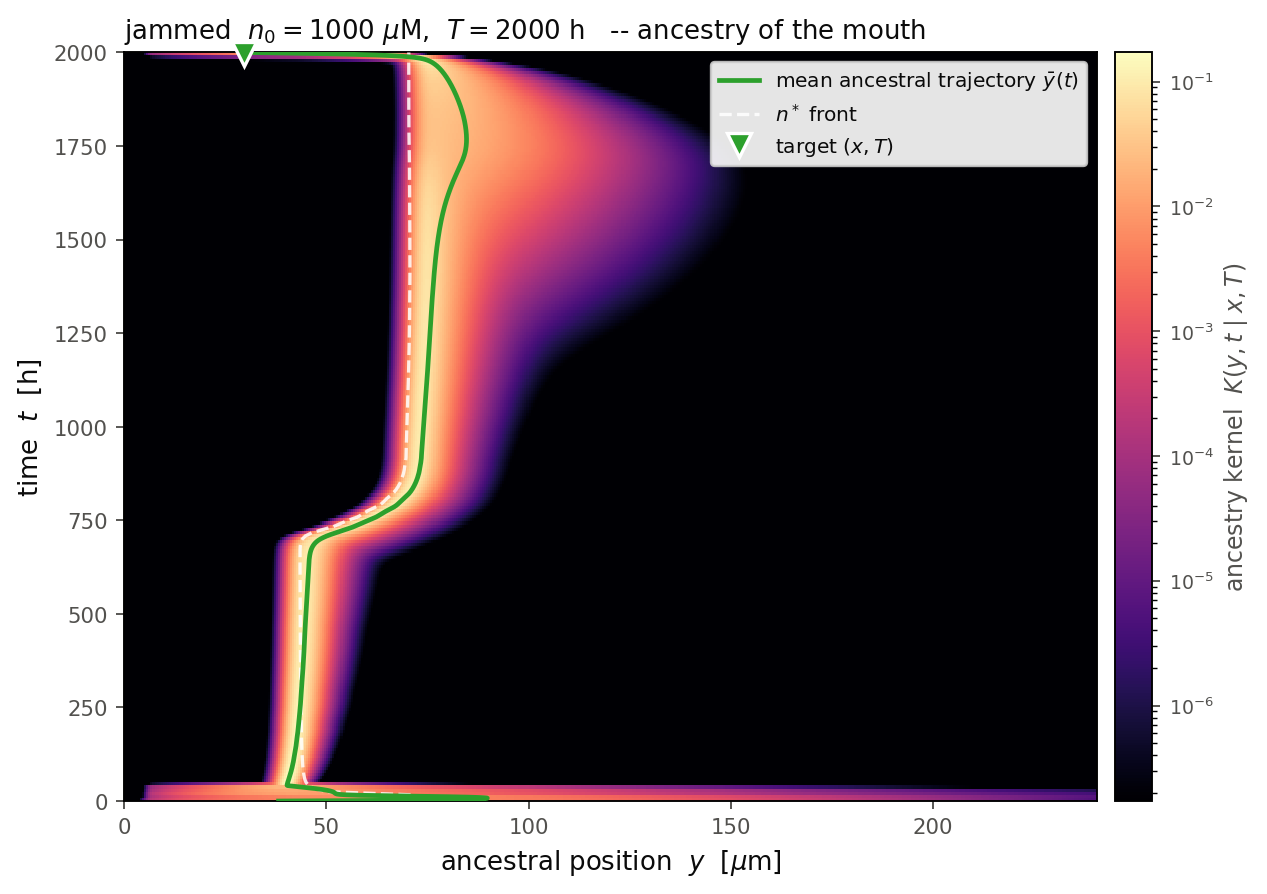 jammed n₀ = 1000 μM, T = 2000 h -- ancestry of the mouth
mean ancestral trajectory ȳ(t)
n* front
target (x, T)
2000
1750
1500
1250
1000
750
500
250
0
time t [h]
0 50 100 150 200
ancestral position y [μm]
10⁻¹
10⁻²
10⁻³
10⁻⁴
10⁻⁵
10⁻⁶
ancestry kernel K(y, t | x, T)